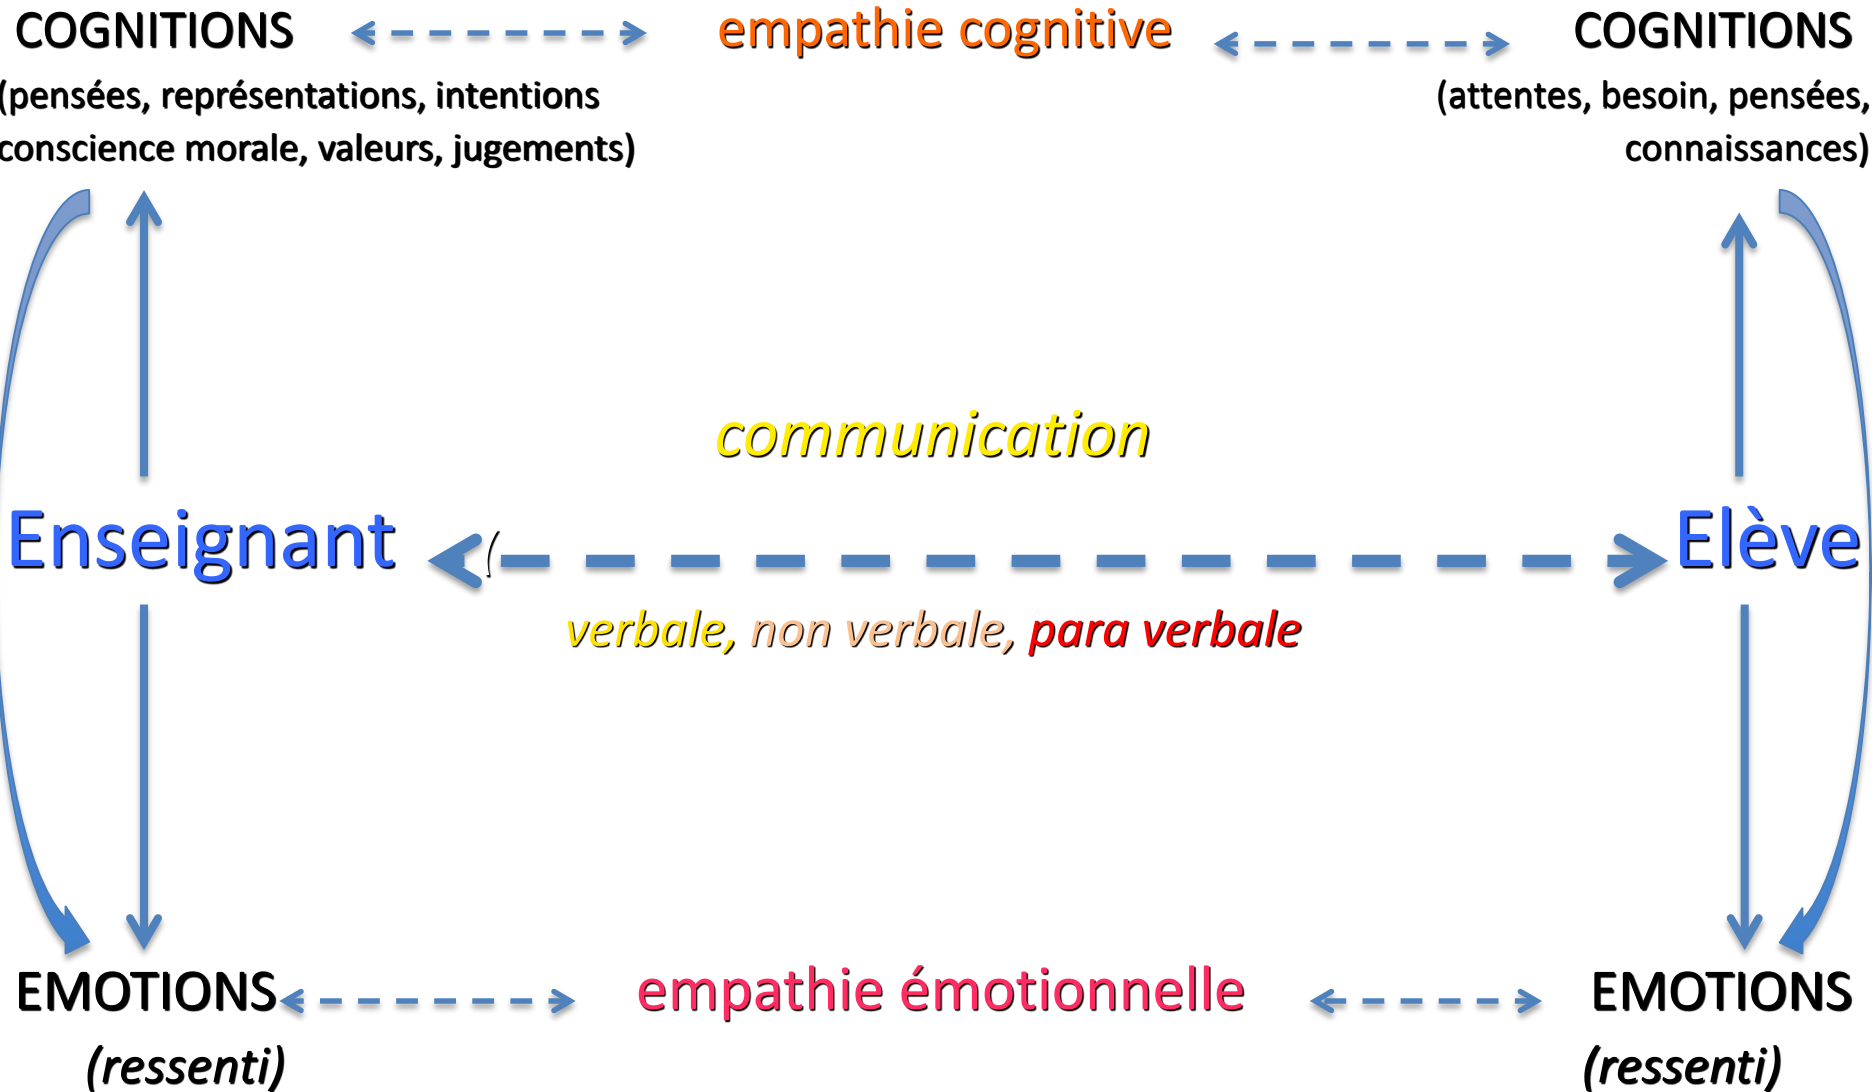 COGNITIONS empathie cognitive COGNITIONS
(pensées, représentations, intentions (attentes, besoin, pensées,
conscience morale, valeurs, jugements) connaissances)
communication
Enseignant ( Elève
verbale, non verbale, para verbale
EMOTIONS empathie émotionnelle EMOTIONS
(ressenti) (ressenti)